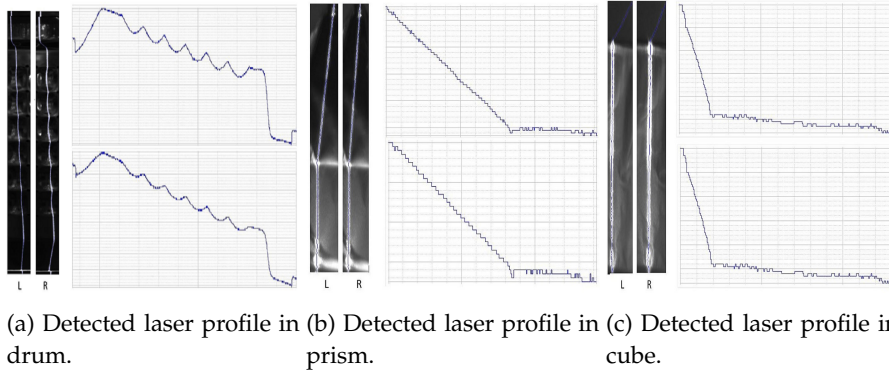 L R
L R
L R
(a) Detected laser profile in drum.
(b) Detected laser profile in prism.
(c) Detected laser profile in cube.